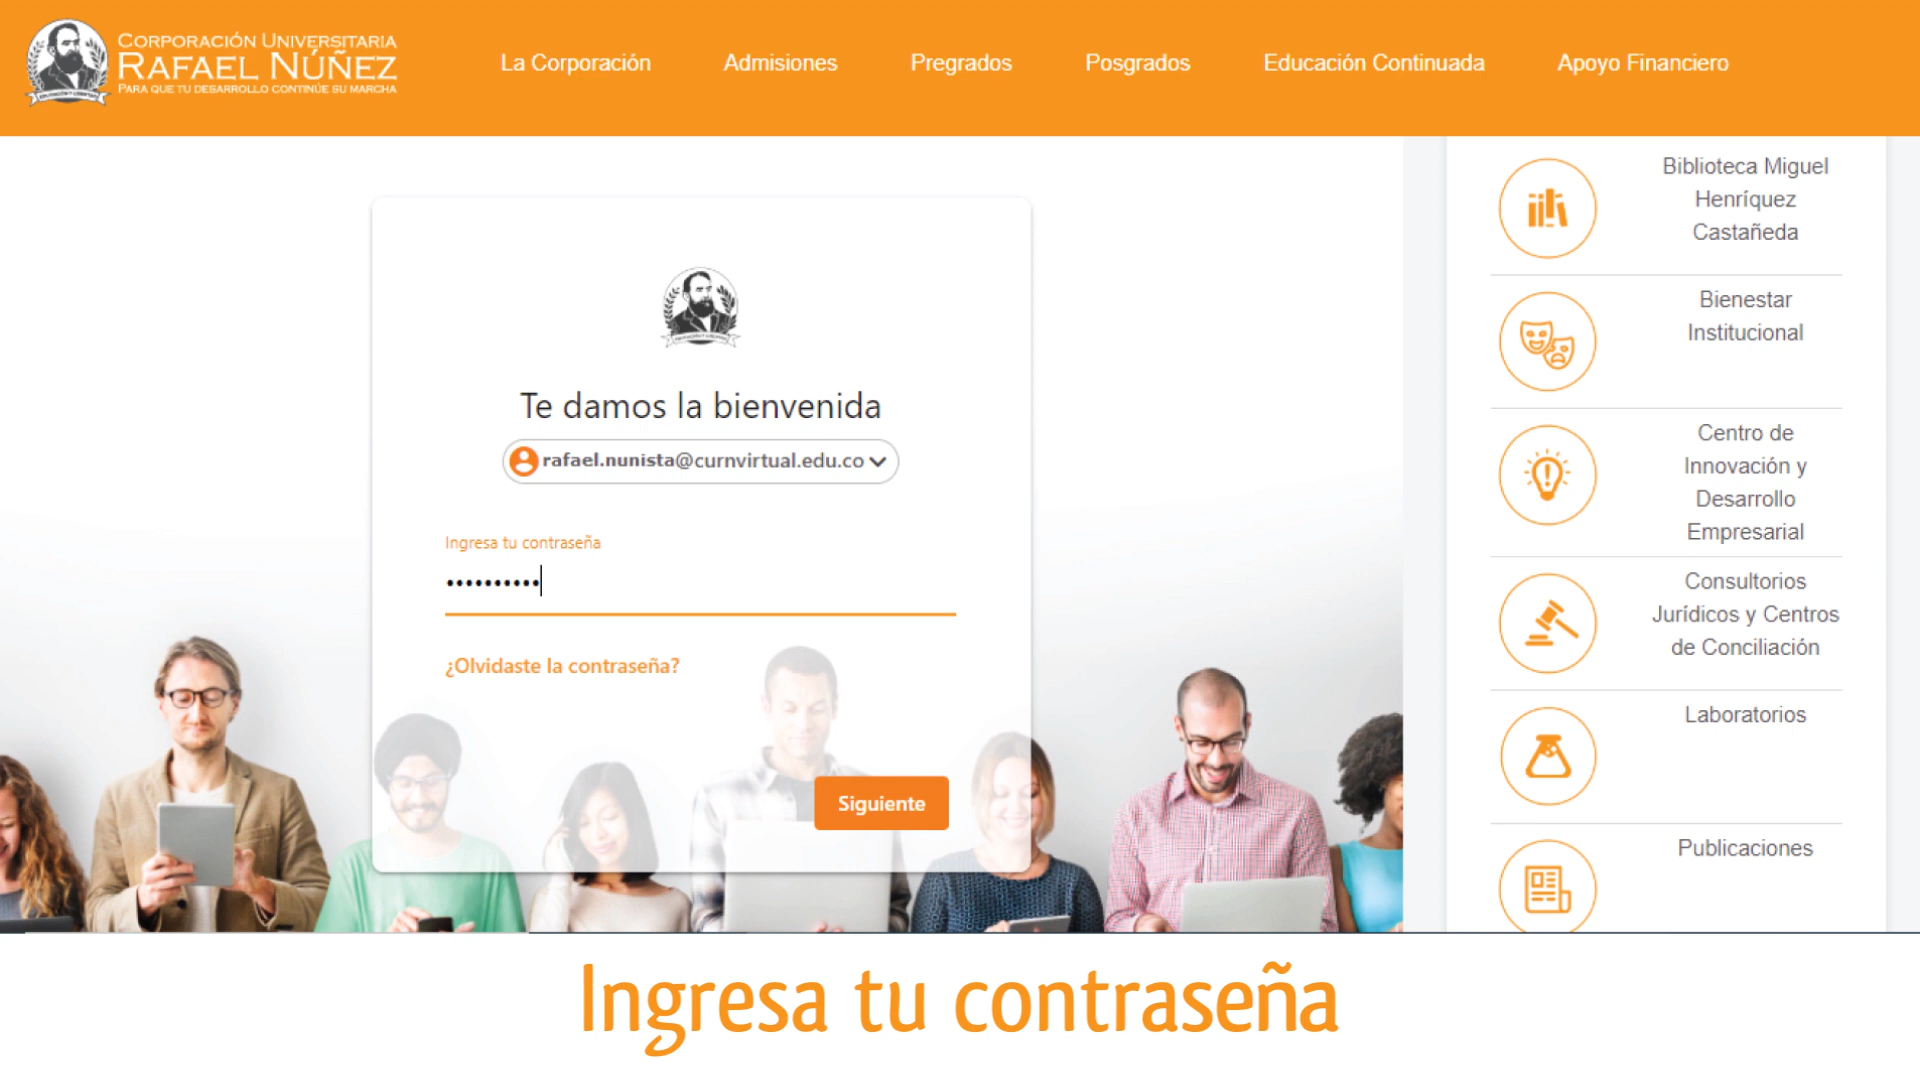 CORPORACIÓN UNIVERSITARIA
RAFAEL NÚÑEZ
PARA QUE TU DESARROLLO CONTINÚE SU MARCHA
La Corporación
Admisiones
Pregrados
Posgrados
Educación Continuada
Apoyo Financiero
Te damos la bienvenida
rafael.nunista@curnvirtual.edu.co
Ingresa tu contraseña
••••••••••
¿Olvidaste la contraseña?
Siguiente
Biblioteca Miguel
Henríquez
Castañeda
Bienestar
Institucional
Centro de
Innovación y
Desarrollo
Empresarial
Consultorios
Jurídicos y Centros
de Conciliación
Laboratorios
Publicaciones
Ingresa tu contraseña